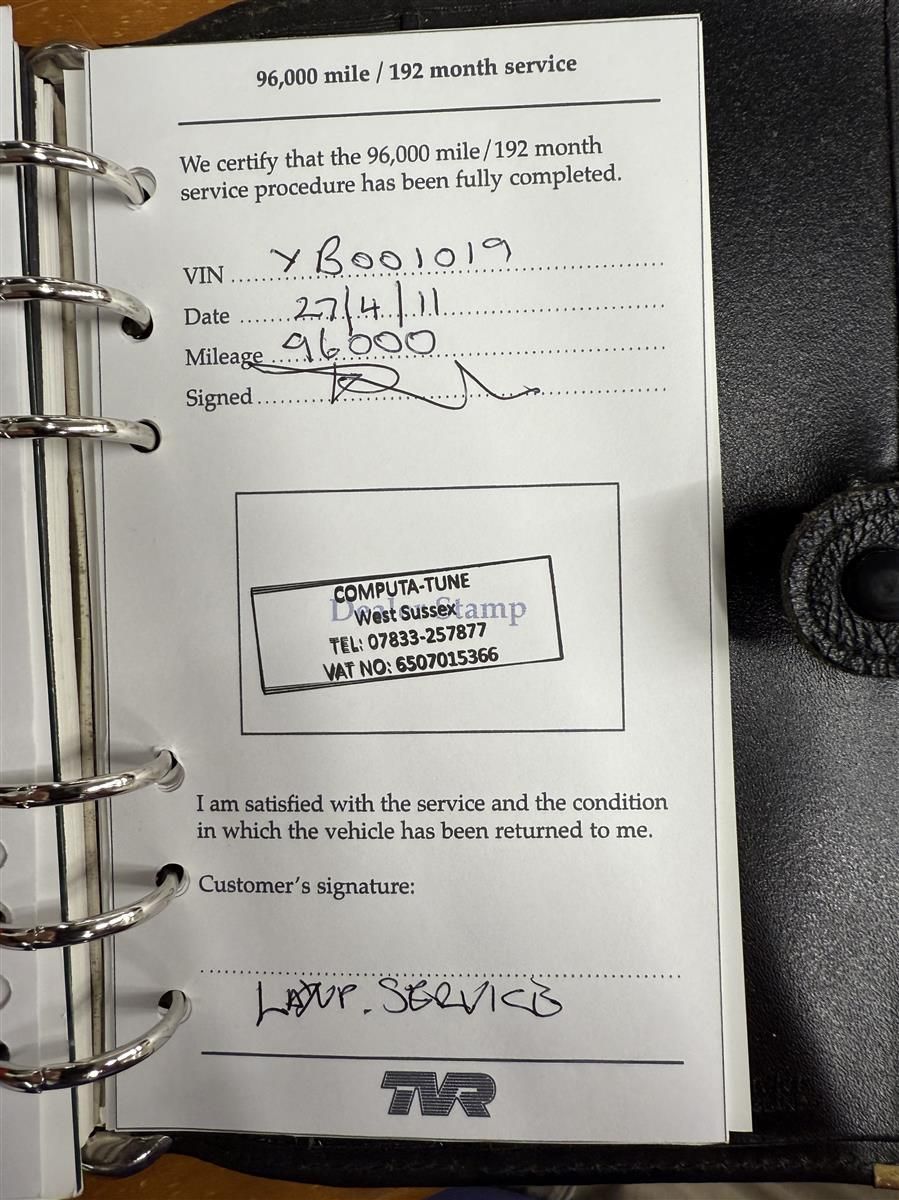 96,000 mile / 192 month service
We certify that the 96,000 mile/192 month
service procedure has been fully completed.
VIN YB001019
Date 27/4/11
Mileage 96000
Signed
Dealer Stamp
COMPUTA-TUNE
West Sussex
TEL: 07833-257877
VAT NO: 6507015366
I am satisfied with the service and the condition
in which the vehicle has been returned to me.
Customer's signature:
LAYUP. SERVICE
TVR